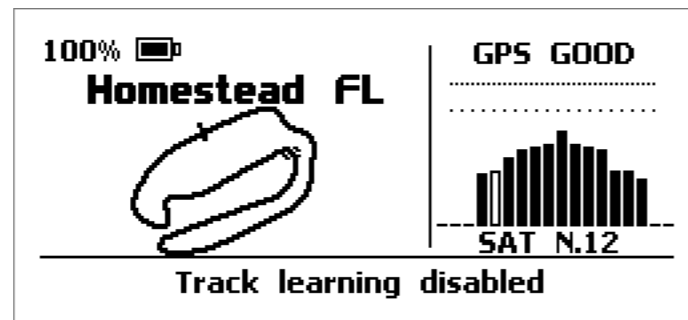 100%
GPS GOOD
Homestead FL
SAT N.12
Track learning disabled